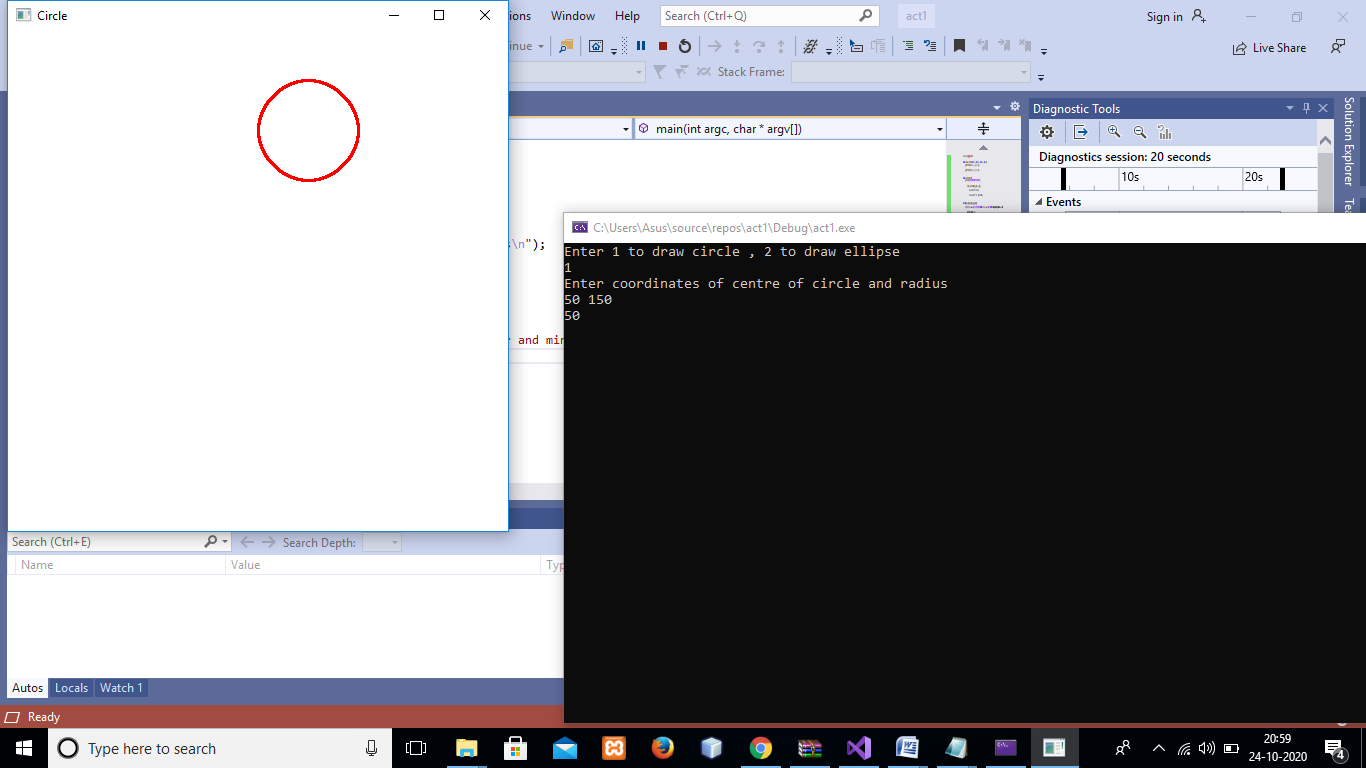 Circle
ions Window Help Search (Ctrl+Q) act1 Sign in
nue
Live Share
Stack Frame:
main(int argc, char * argv[])
Diagnostic Tools
Diagnostics session: 20 seconds
10s 20s
Events
Solution Explorer
Te
\n");
and min
C:\Users\Asus\source\repos\act1\Debug\act1.exe
Enter 1 to draw circle , 2 to draw ellipse
1
Enter coordinates of centre of circle and radius
50 150
50
Search (Ctrl+E) Search Depth:
Name Value Typ
Autos Locals Watch 1
Ready
Type here to search
20:59
24-10-2020
4